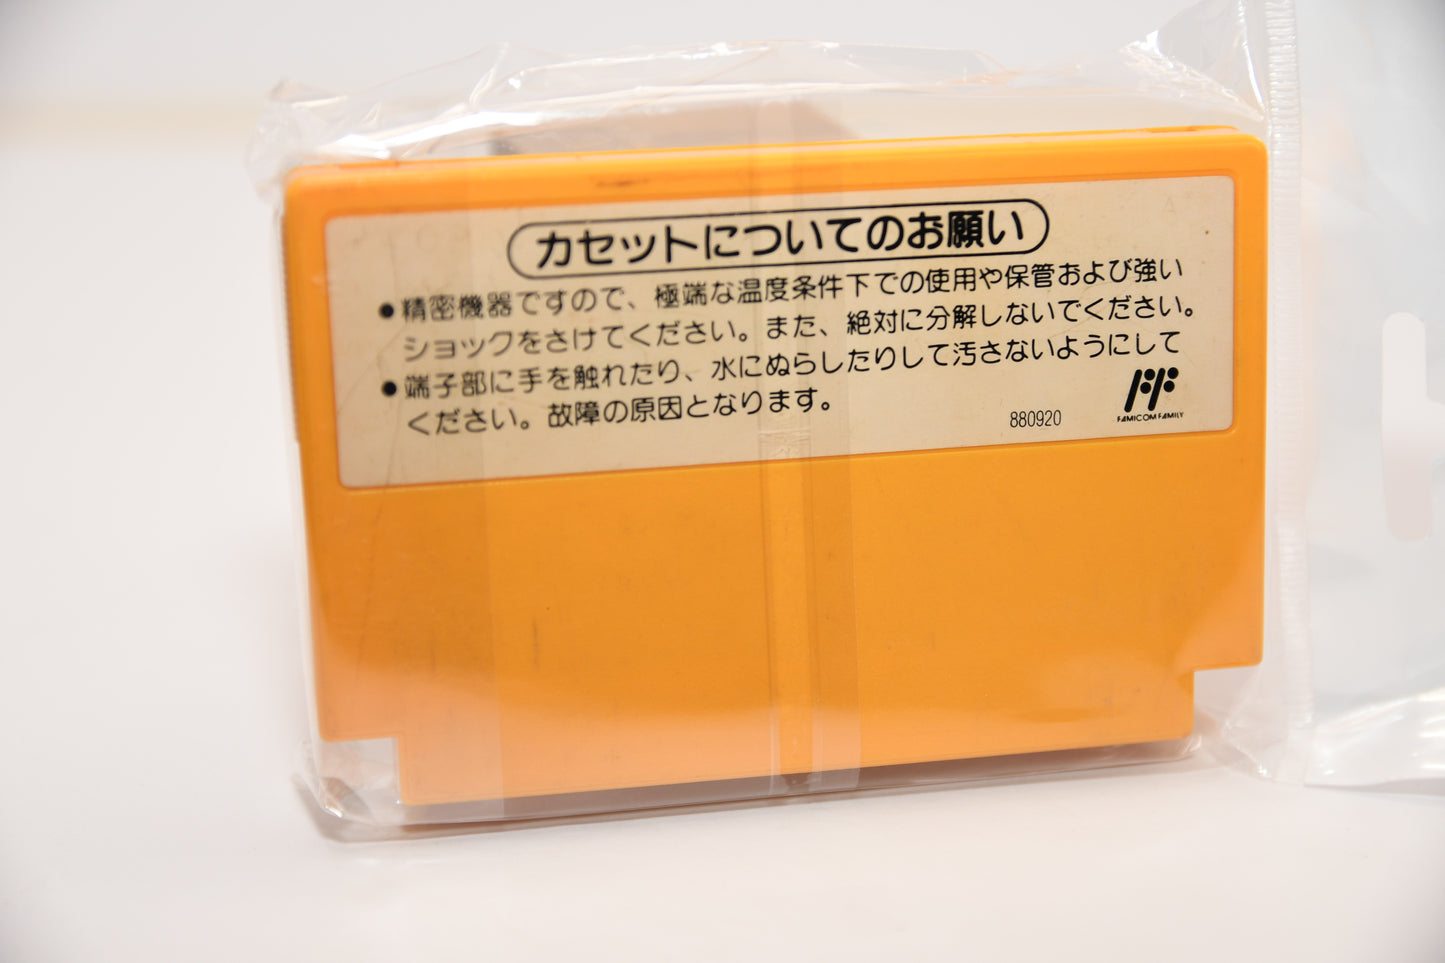 カセットについてのお願い
●精密機器ですので、極端な温度条件下での使用や保管および強い
ショックをさけてください。また、絶対に分解しないでください。
●端子部に手を触れたり、水にぬらしたりして汚さないようにして
ください。故障の原因となります。
880920
FAMICOM FAMILY